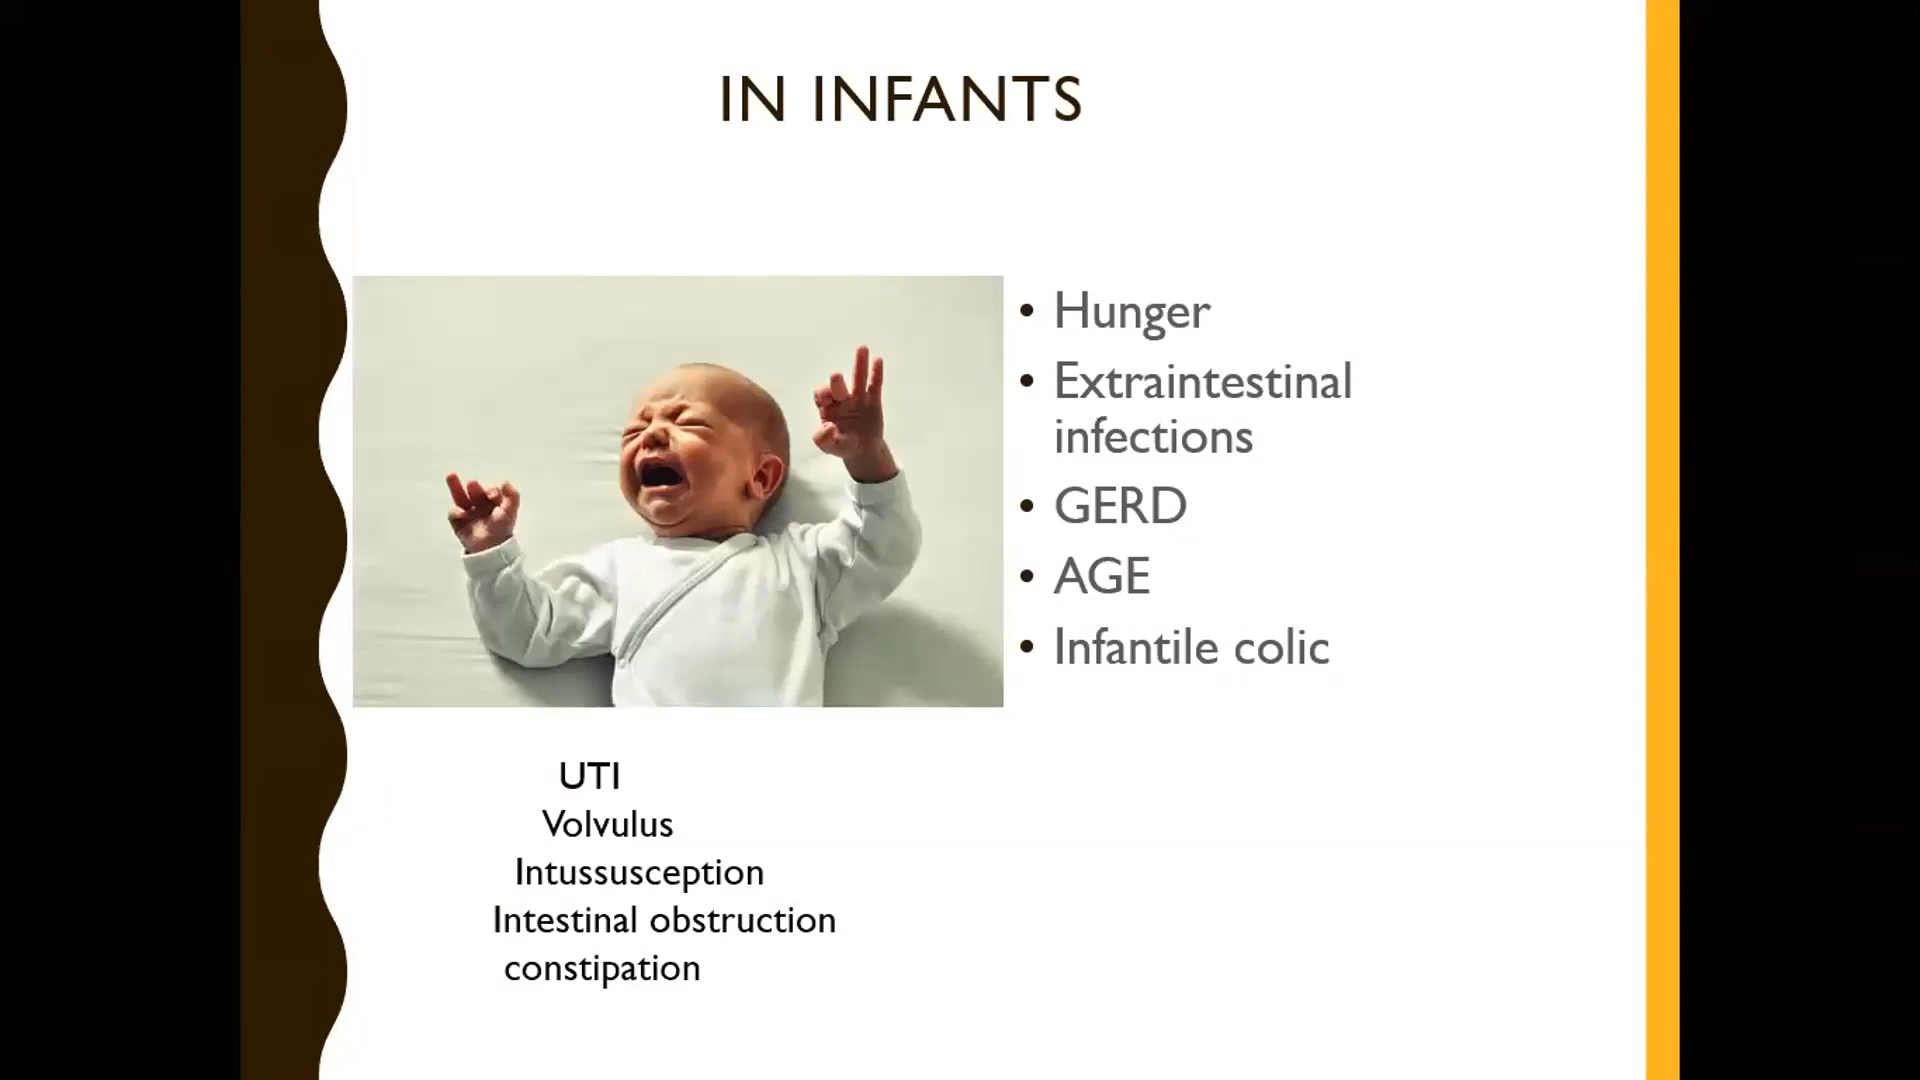 IN INFANTS
• Hunger
• Extraintestinal
infections
• GERD
• AGE
• Infantile colic
UTI
Volvulus
Intussusception
Intestinal obstruction
constipation